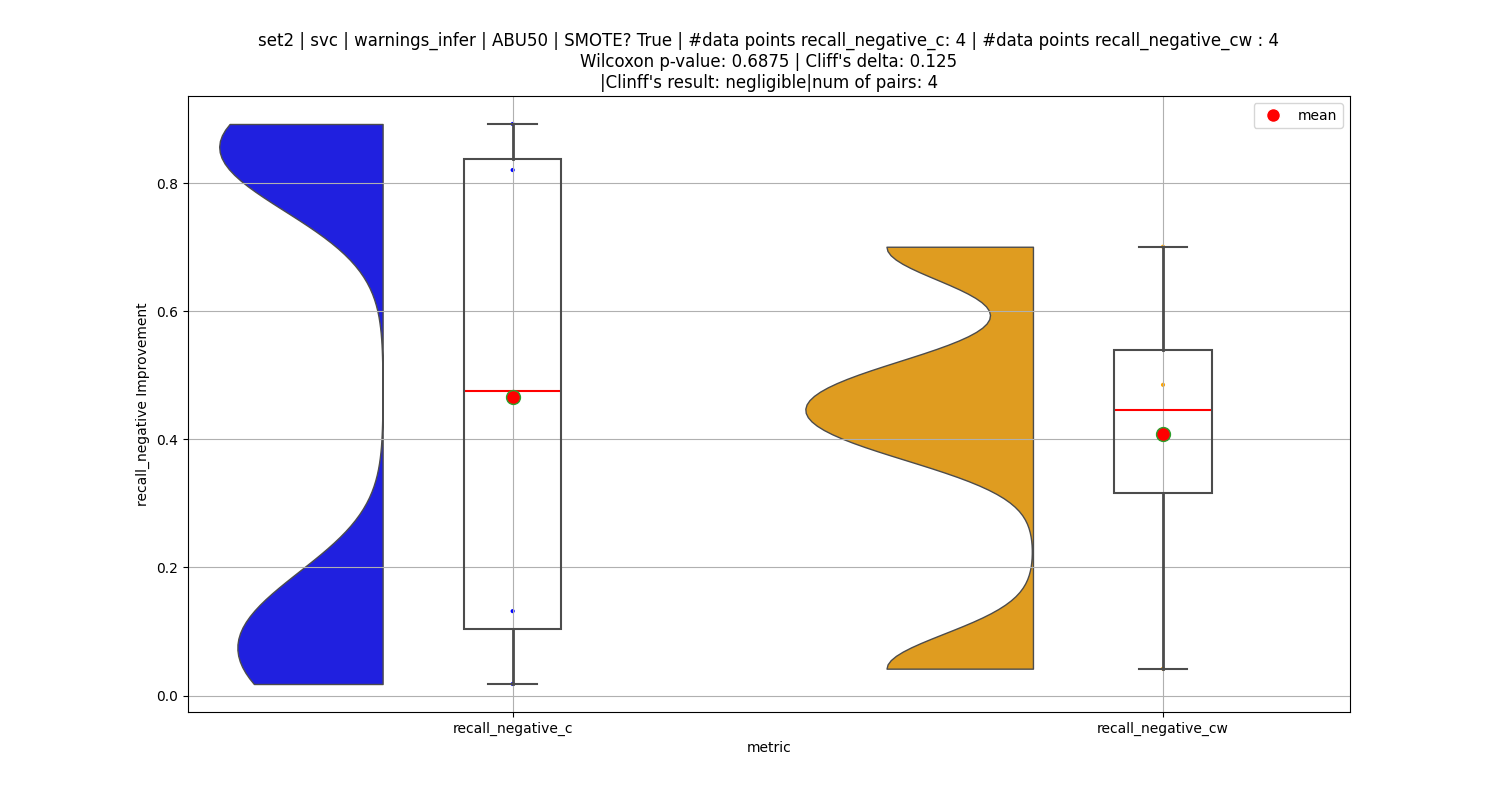 set2 | svc | warnings_infer | ABU50 | SMOTE? True | #data points recall_negative_c: 4 | #data points recall_negative_cw : 4
Wilcoxon p-value: 0.6875 | Cliff's delta: 0.125
|Clinff's result: negligible|num of pairs: 4
mean
0.8
0.6
0.4
0.2
0.0
recall_negative Improvement
recall_negative_c
recall_negative_cw
metric